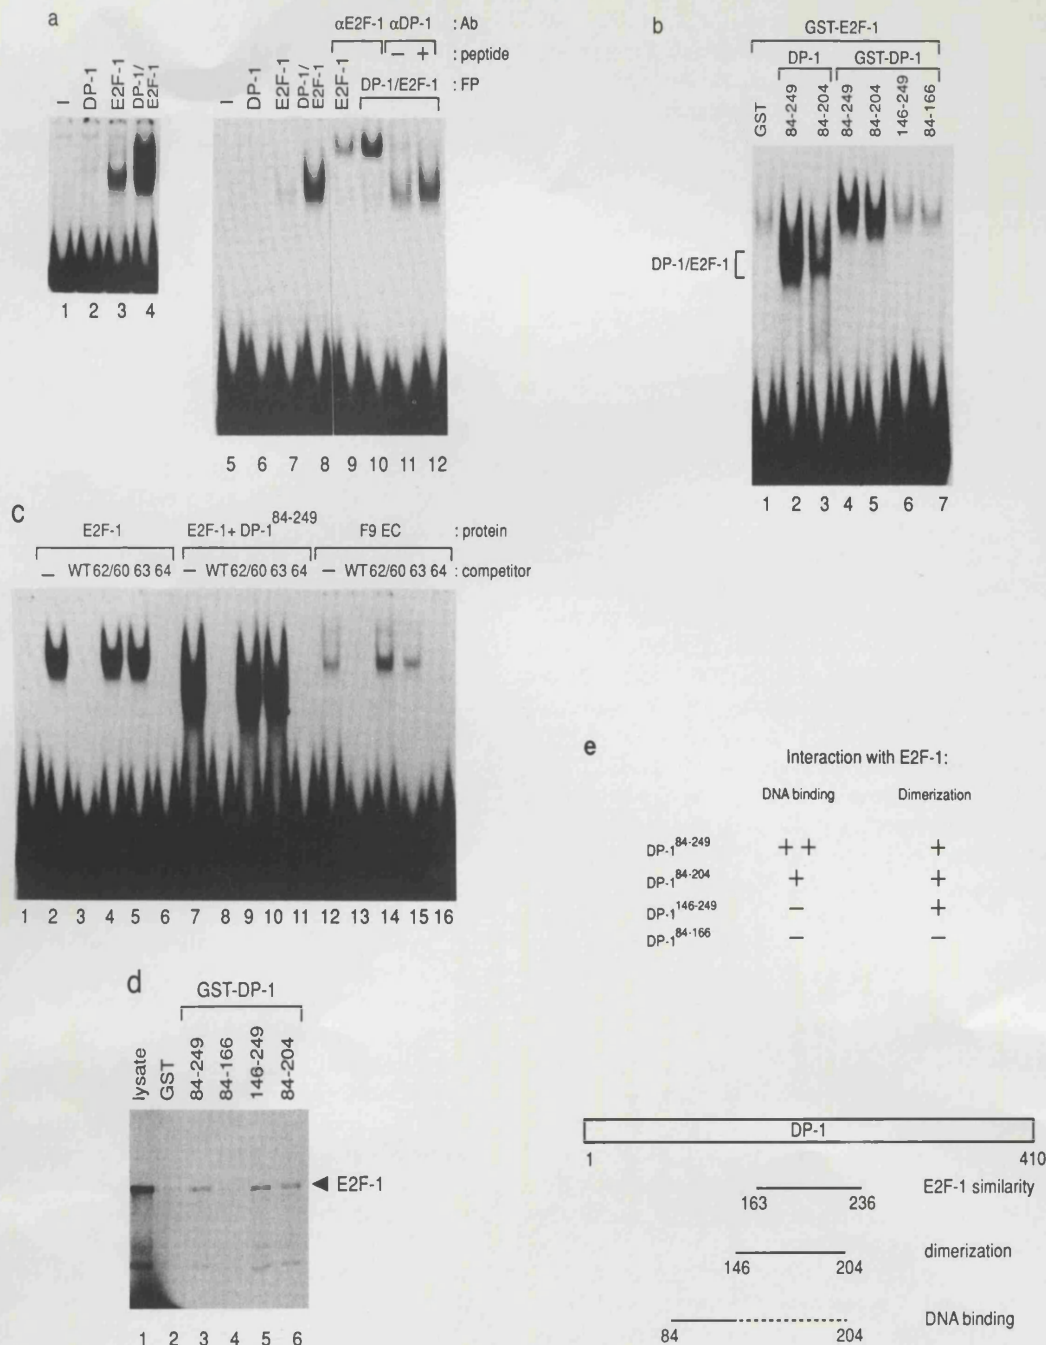 a
αE2F-1 αDP-1 : Ab
− + : peptide
DP-1/E2F-1 : FP
−
DP-1
E2F-1
DP-1/
E2F-1
−
DP-1
E2F-1
DP-1/
E2F-1
E2F-1
1 2 3 4
5 6 7 8 9 10 11 12
b
GST-E2F-1
DP-1 GST-DP-1
GST
84-249
84-204
84-249
84-204
146-249
84-166
DP-1/E2F-1
1 2 3 4 5 6 7
C
E2F-1 E2F-1+ DP-1 84-249 F9 EC : protein
− WT 62/60 63 64 − WT 62/60 63 64 − WT 62/60 63 64 : competitor
1 2 3 4 5 6 7 8 9 10 11 12 13 14 15 16
d
GST-DP-1
lysate
GST
84-249
84-166
146-249
84-204
E2F-1
1 2 3 4 5 6
e
Interaction with E2F-1:
DNA binding Dimerization
DP-1 84-249 + + +
DP-1 84-204 + +
DP-1 146-249 − +
DP-1 84-166 − −
DP-1
1 410
E2F-1 similarity
163 236
dimerization
146 204
DNA binding
84 204